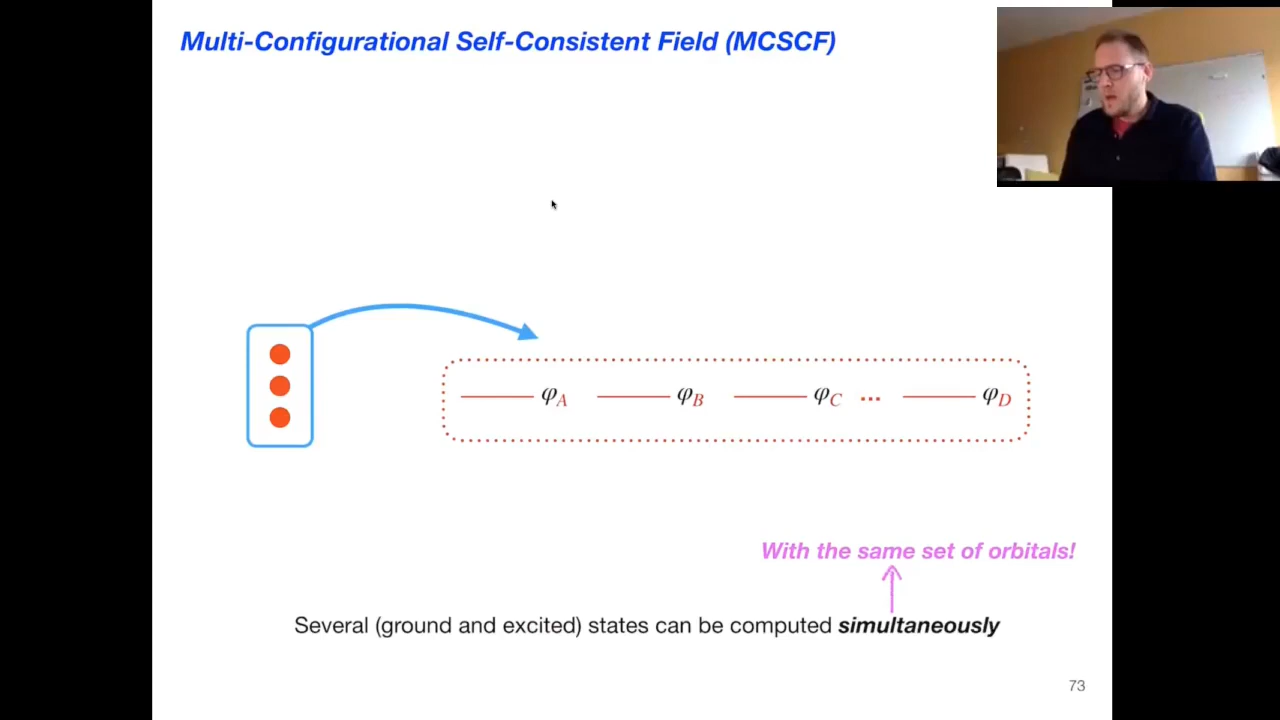 Multi-Configurational Self-Consistent Field (MCSCF)
φA φB φC ... φD
With the same set of orbitals!
Several (ground and excited) states can be computed simultaneously
73